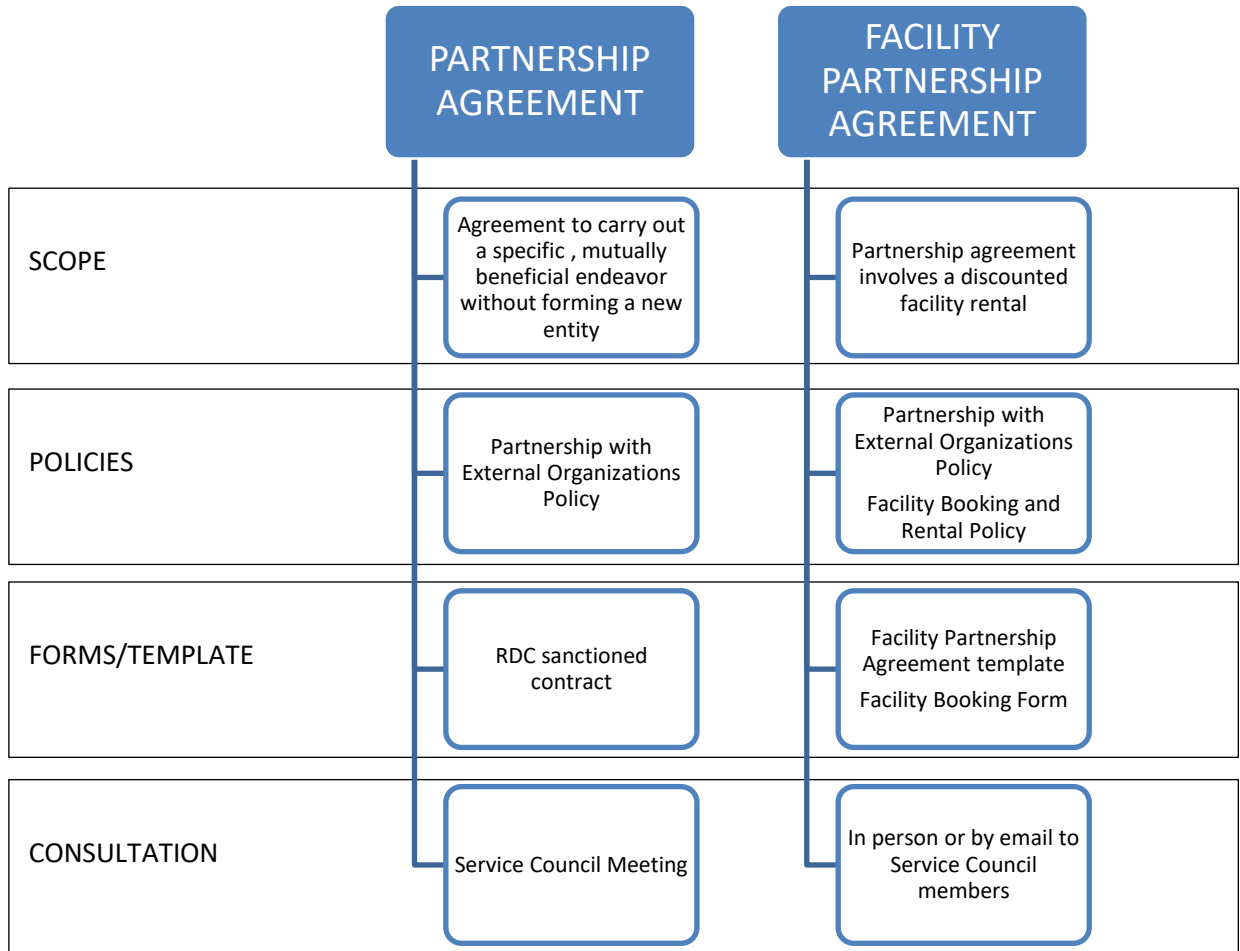 PARTNERSHIP
AGREEMENT
FACILITY
PARTNERSHIP
AGREEMENT
SCOPE
Agreement to carry out
a specific , mutually
beneficial endeavor
without forming a new
entity
Partnership agreement
involves a discounted
facility rental
POLICIES
Partnership with
External Organizations
Policy
Partnership with
External Organizations
Policy
Facility Booking and
Rental Policy
FORMS/TEMPLATE
RDC sanctioned
contract
Facility Partnership
Agreement template
Facility Booking Form
CONSULTATION
Service Council Meeting
In person or by email to
Service Council
members